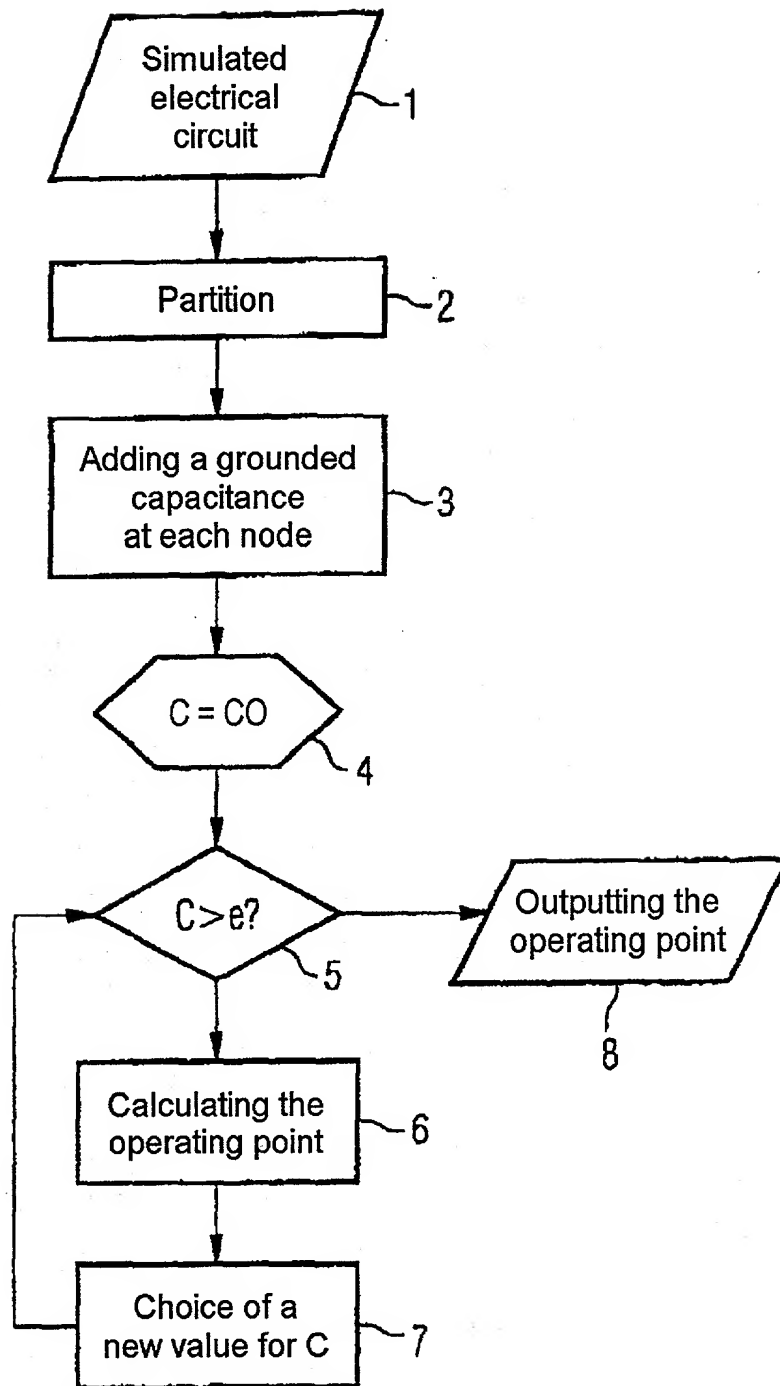 Simulated
electrical
circuit
1
Partition
2
Adding a grounded
capacitance
at each node
3
C = CO
4
C>e?
5
Outputting the
operating point
8
Calculating the
operating point
6
Choice of a
new value for C
7